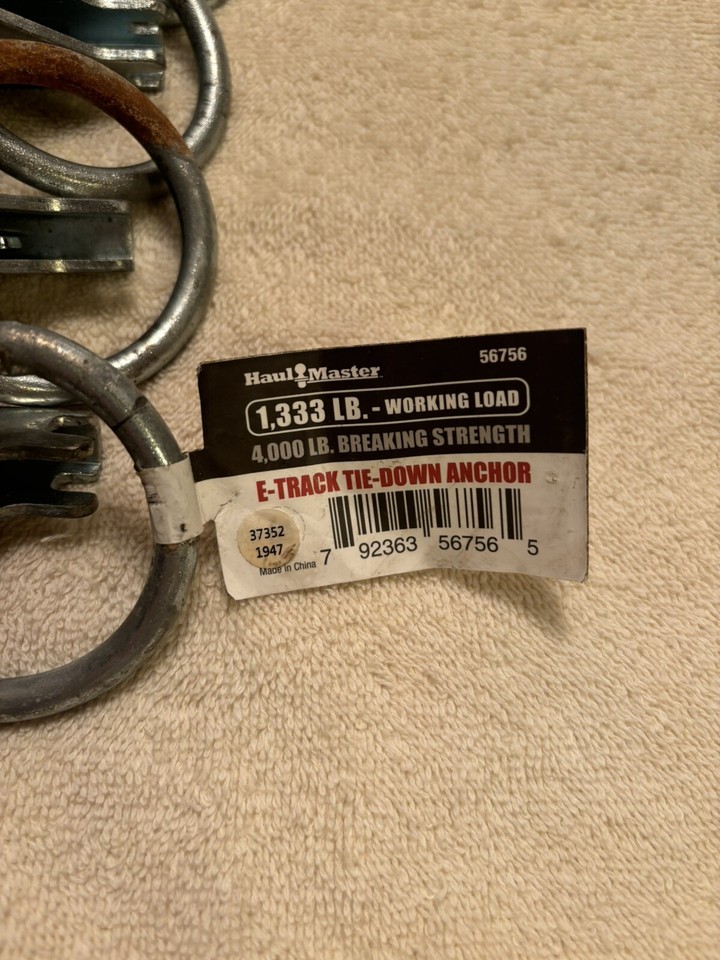 56756
Haul Master
1,333 LB. - WORKING LOAD
4,000 LB. BREAKING STRENGTH
E-TRACK TIE-DOWN ANCHOR
37352
1947
Made in China
7 92363 56756 5